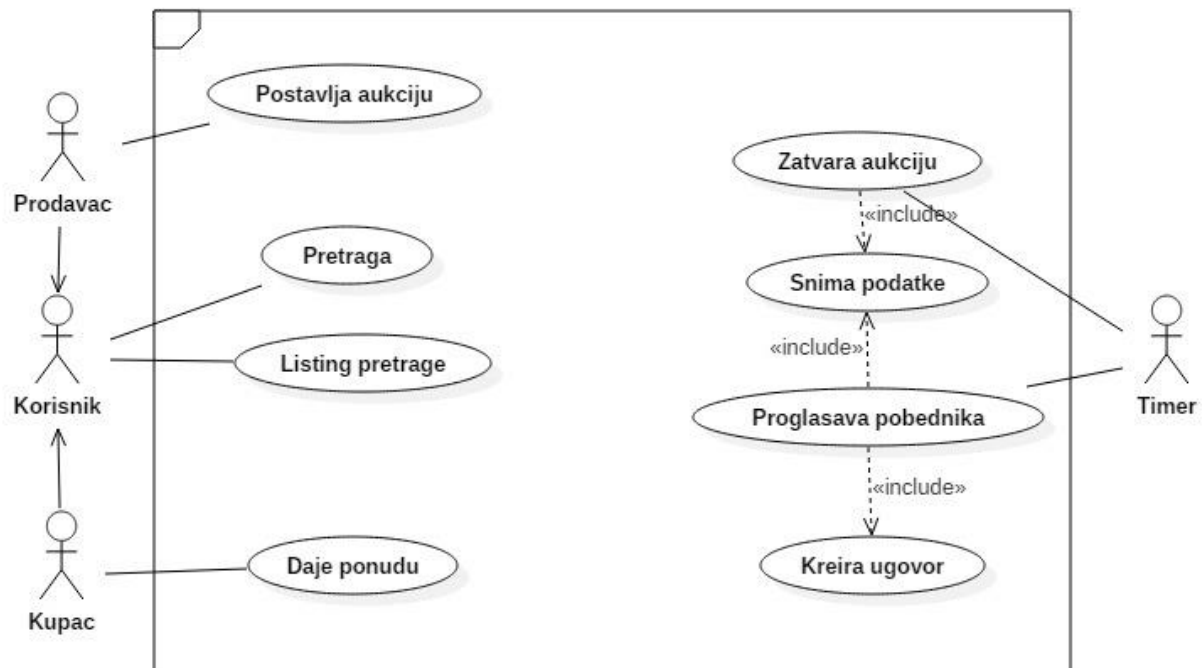 Postavlja aukciju
Prodavac
Zatvara aukciju
«include»
Pretraga
Snima podatke
«include»
Listing pretrage
Korisnik
Proglasava pobednika
Timer
«include»
Daje ponudu
Kreira ugovor
Kupac